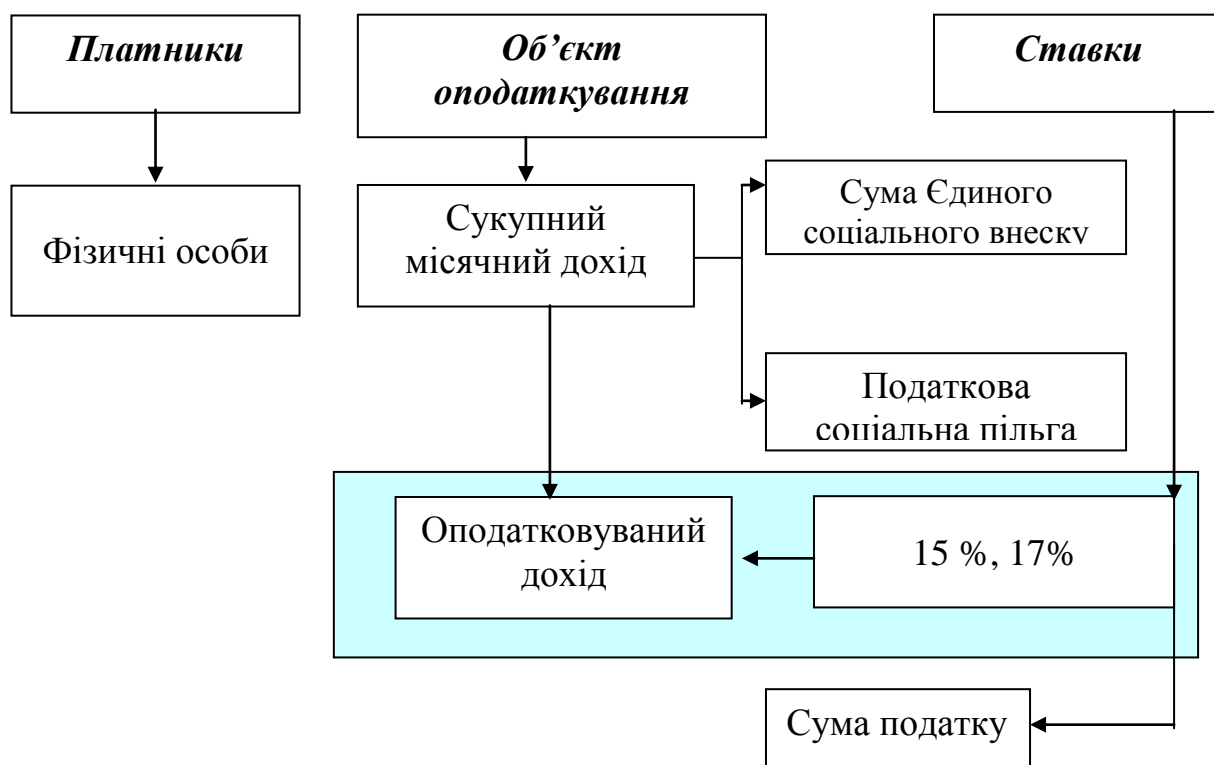 Платники
Об’єкт
оподаткування
Ставки
Фізичні особи
Сукупний
місячний дохід
Сума Єдиного
соціального внеску
Податкова
соціальна пільга
Оподатковуваний
дохід
15 %, 17%
Сума податку